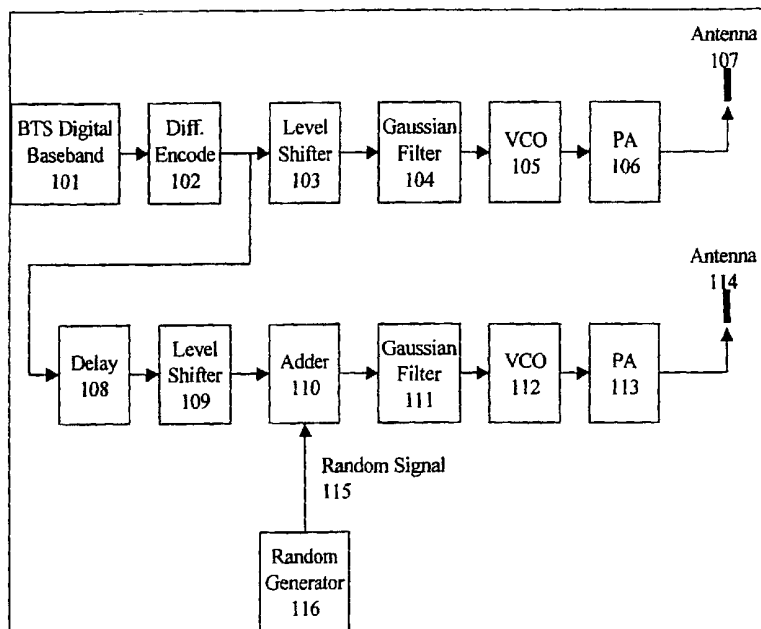 Antenna
107
BTS Digital
Baseband
101
Diff.
Encode
102
Level
Shifter
103
Gaussian
Filter
104
VCO
105
PA
106
Antenna
114
Delay
108
Level
Shifter
109
Adder
110
Gaussian
Filter
111
VCO
112
PA
113
Random Signal
115
Random
Generator
116